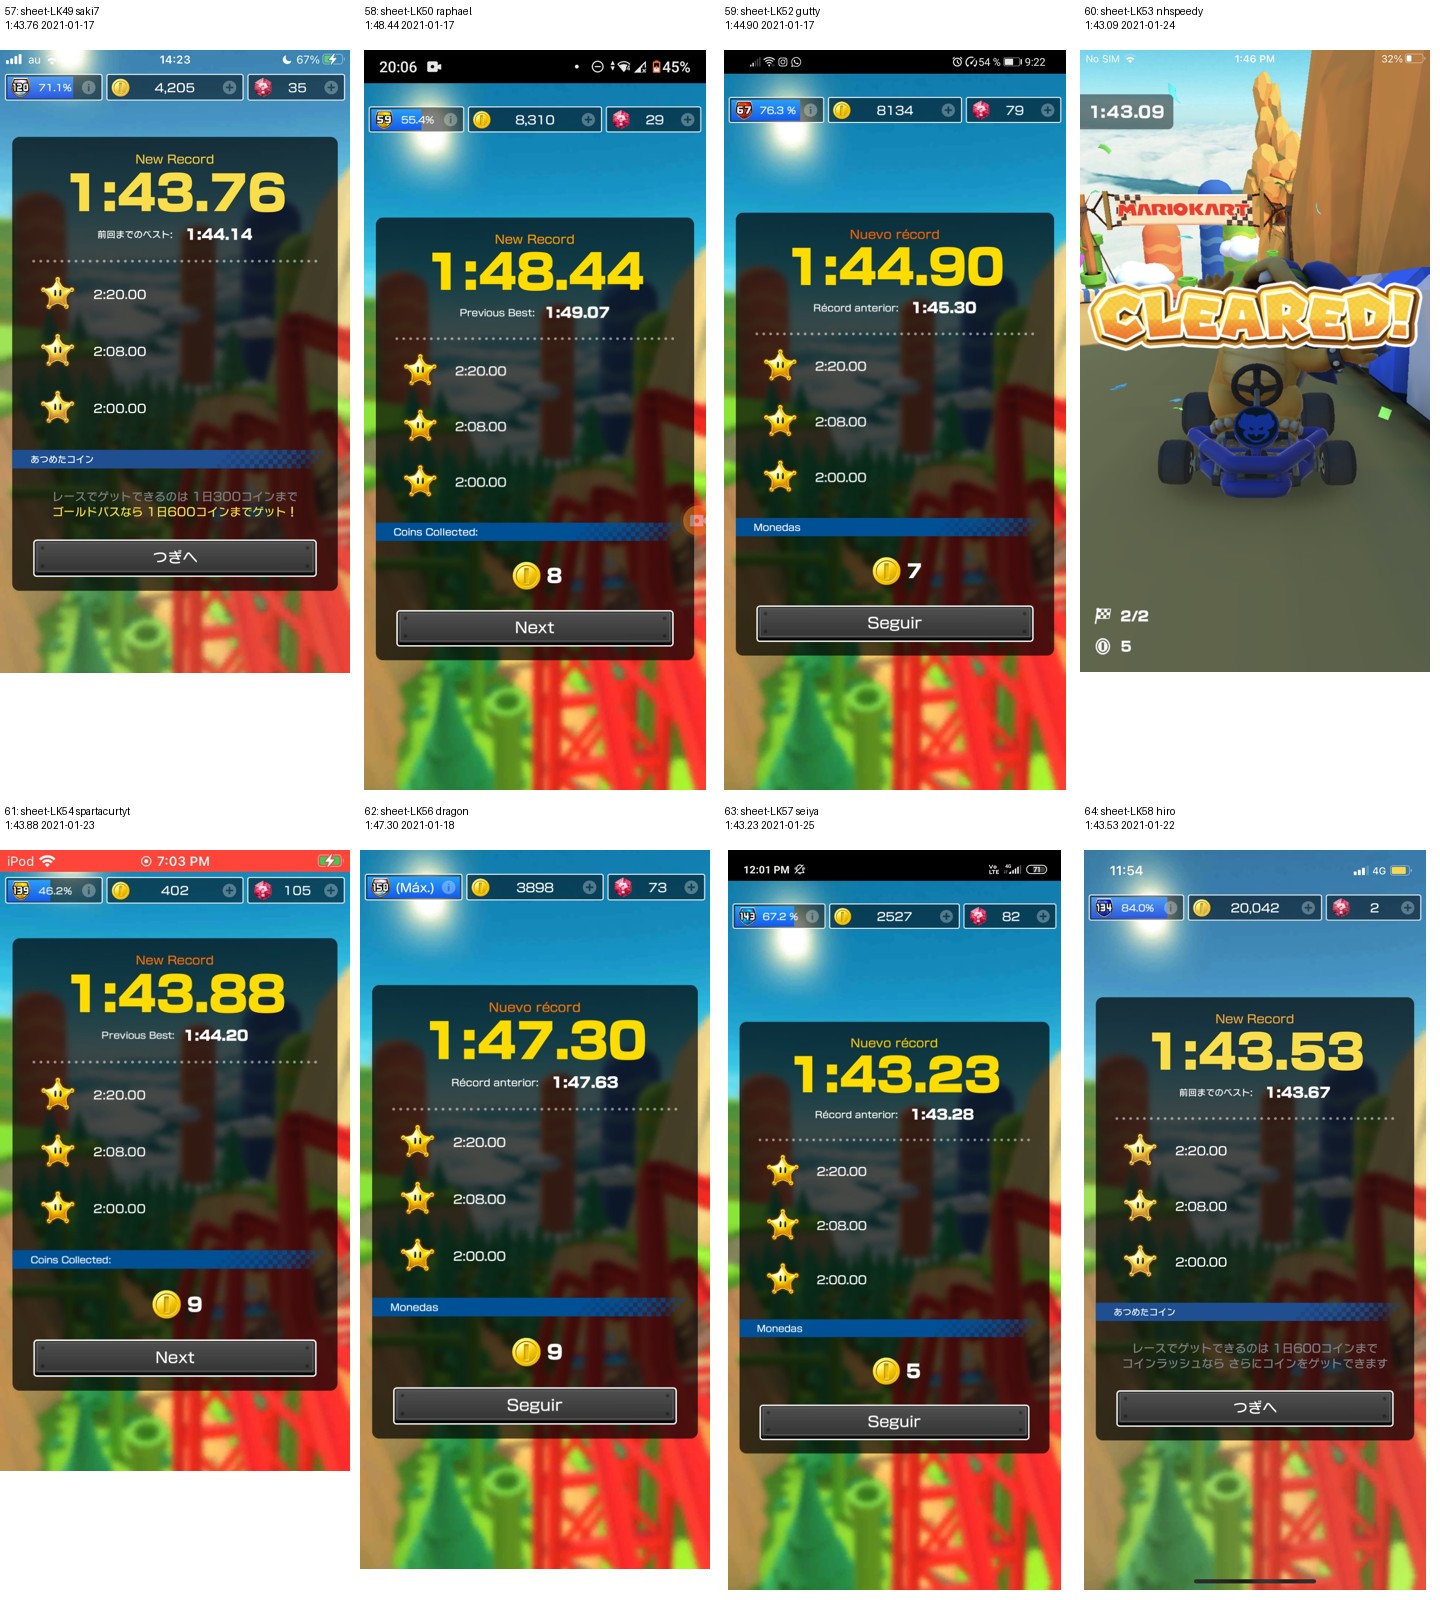 57: sheet-LK49 saki7
1:43.76 2021-01-17
au 14:23 67%
120 71.1% i 4,205 35
New Record
1:43.76
前回までのベスト: 1:44.14
2:20.00
2:08.00
2:00.00
あつめたコイン
レースでゲットできるのは 1日300コインまで
ゴールドパスなら 1日600コインまでゲット！
つぎへ
58: sheet-LK50 raphael
1:48.44 2021-01-17
20:06 45%
59 55.4% i 8,310 29
New Record
1:48.44
Previous Best: 1:49.07
2:20.00
2:08.00
2:00.00
Coins Collected:
8
Next
59: sheet-LK52 gutty
1:44.90 2021-01-17
54 % 9:22
67 76.3 % i 8134 79
Nuevo récord
1:44.90
Récord anterior: 1:45.30
2:20.00
2:08.00
2:00.00
Monedas
7
Seguir
60: sheet-LK53 nhspeedy
1:43.09 2021-01-24
No SIM 1:46 PM 32%
1:43.09
MARIOKART
CLEARED!
2/2
5
61: sheet-LK54 spartacurtyt
1:43.88 2021-01-23
iPod 7:03 PM
139 46.2% i 402 105
New Record
1:43.88
Previous Best: 1:44.20
2:20.00
2:08.00
2:00.00
Coins Collected:
9
Next
62: sheet-LK56 dragon
1:47.30 2021-01-18
150 (Máx.) i 3898 73
Nuevo récord
1:47.30
Récord anterior: 1:47.63
2:20.00
2:08.00
2:00.00
Monedas
9
Seguir
63: sheet-LK57 seiya
1:43.23 2021-01-25
12:01 PM Vo LTE 4G 71
143 67.2 % i 2527 82
Nuevo récord
1:43.23
Récord anterior: 1:43.28
2:20.00
2:08.00
2:00.00
Monedas
5
Seguir
64: sheet-LK58 hiro
1:43.53 2021-01-22
11:54 4G
134 84.0% i 20,042 2
New Record
1:43.53
前回までのベスト: 1:43.67
2:20.00
2:08.00
2:00.00
あつめたコイン
レースでゲットできるのは 1日600コインまで
コインラッシュなら さらにコインをゲットできます
つぎへ